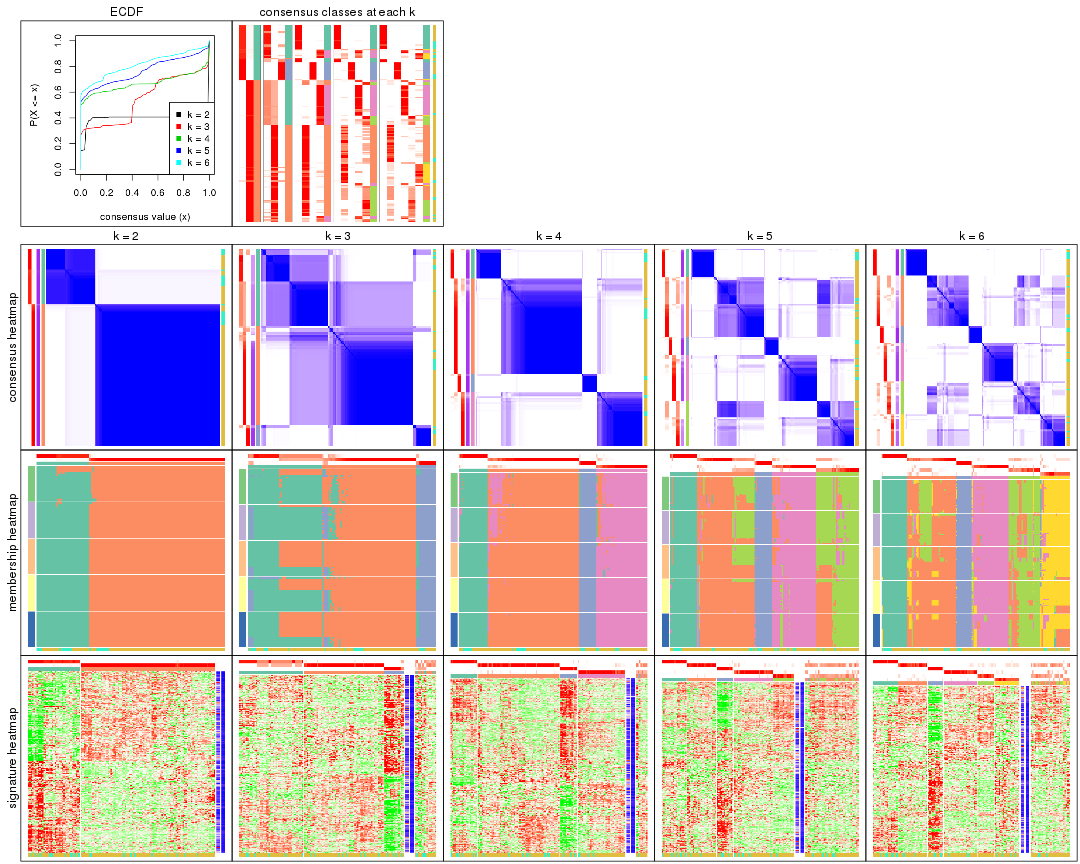 ECDF
consensus classes at each k
P(X <= x)
0.0 0.2 0.4 0.6 0.8 1.0
k = 2
k = 3
k = 4
k = 5
k = 6
0.0 0.2 0.4 0.6 0.8 1.0
consensus value (x)
k = 2 k = 3 k = 4 k = 5 k = 6
consensus heatmap
membership heatmap
signature heatmap